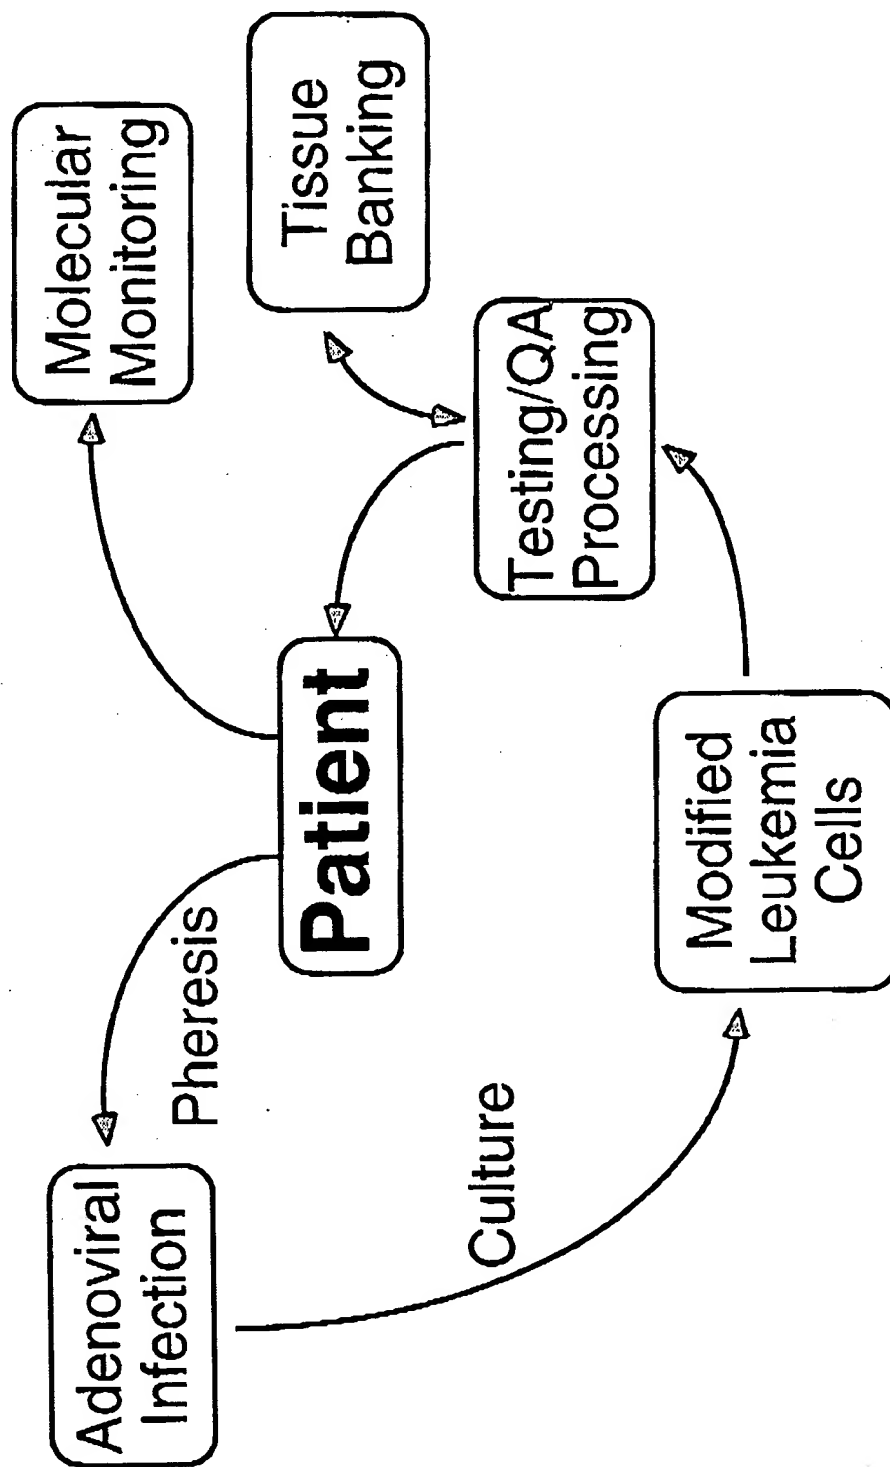 Adenoviral
Infection
Pheresis
Molecular
Monitoring
Patient
Tissue
Banking
Culture
Testing/QA
Processing
Modified
Leukemia
Cells